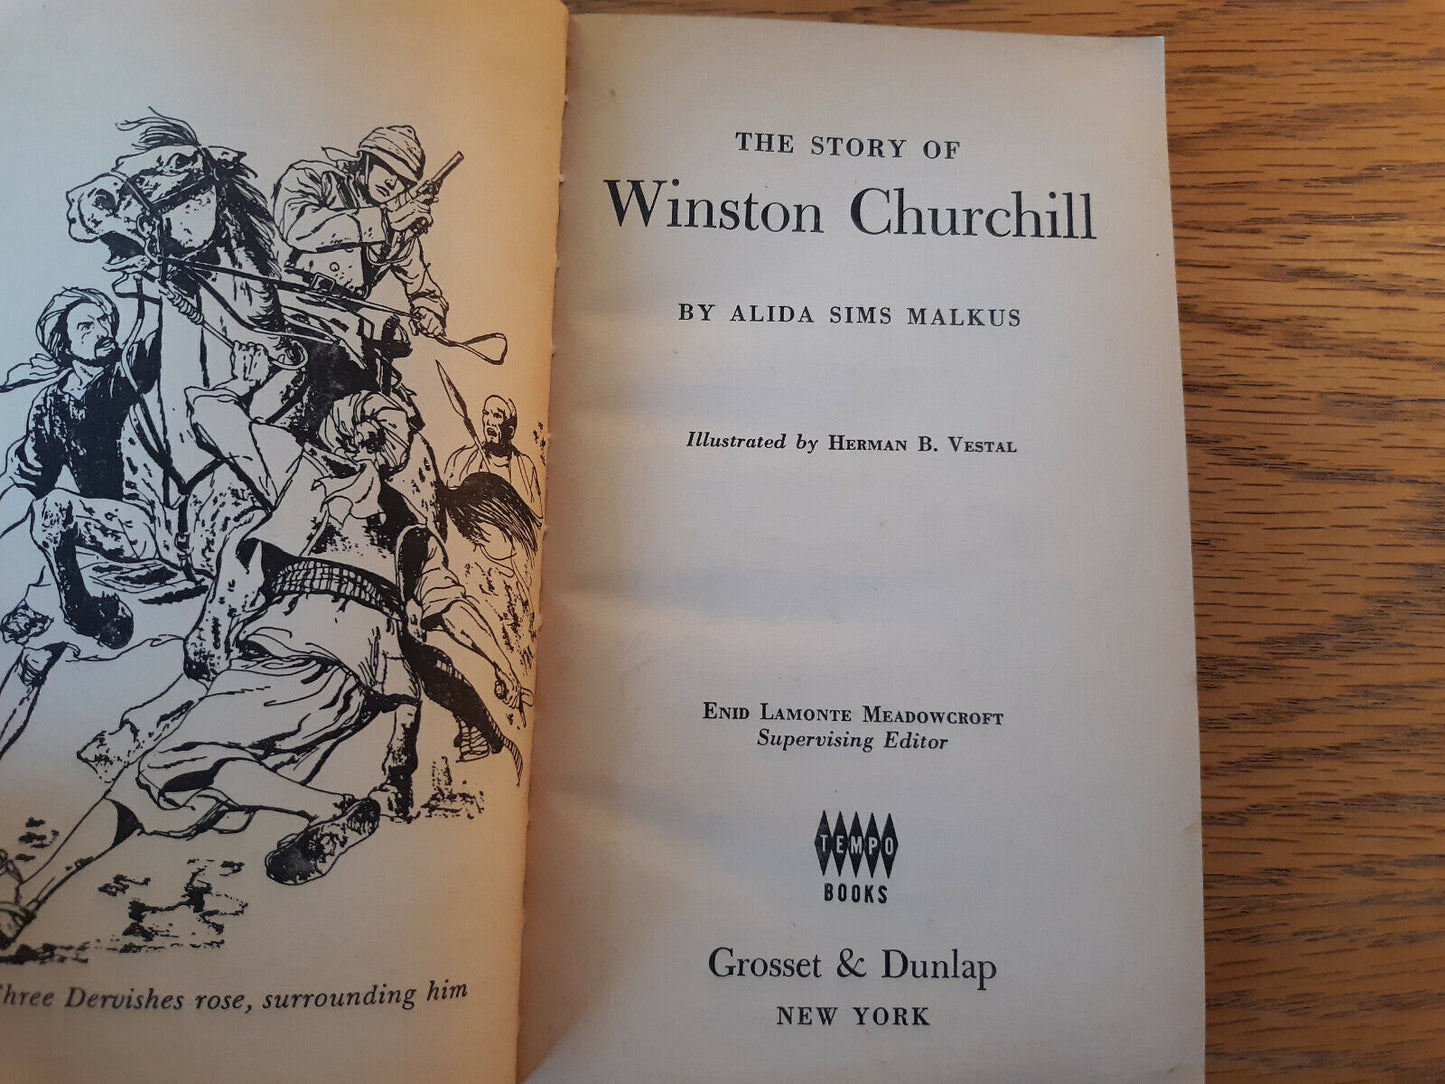 Three Dervishes rose, surrounding him
THE STORY OF
Winston Churchill
BY ALIDA SIMS MALKUS
Illustrated by HERMAN B. VESTAL
ENID LAMONTE MEADOWCROFT
Supervising Editor
TEMPO
BOOKS
Grosset & Dunlap
NEW YORK